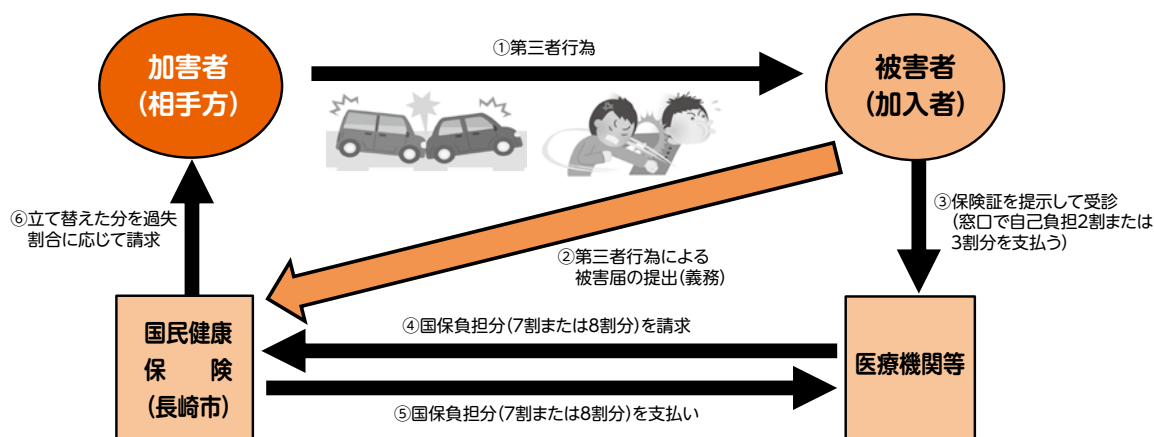 ①第三者行為
加害者
(相手方)
被害者
(加入者)
⑥立て替えた分を過失
割合に応じて請求
③保険証を提示して受診
(窓口で自己負担2割または
3割分を支払う)
②第三者行為による
被害届の提出(義務)
④国保負担分(7割または8割分)を請求
国民健康
保　険
(長崎市)
医療機関等
⑤国保負担分(7割または8割分)を支払い